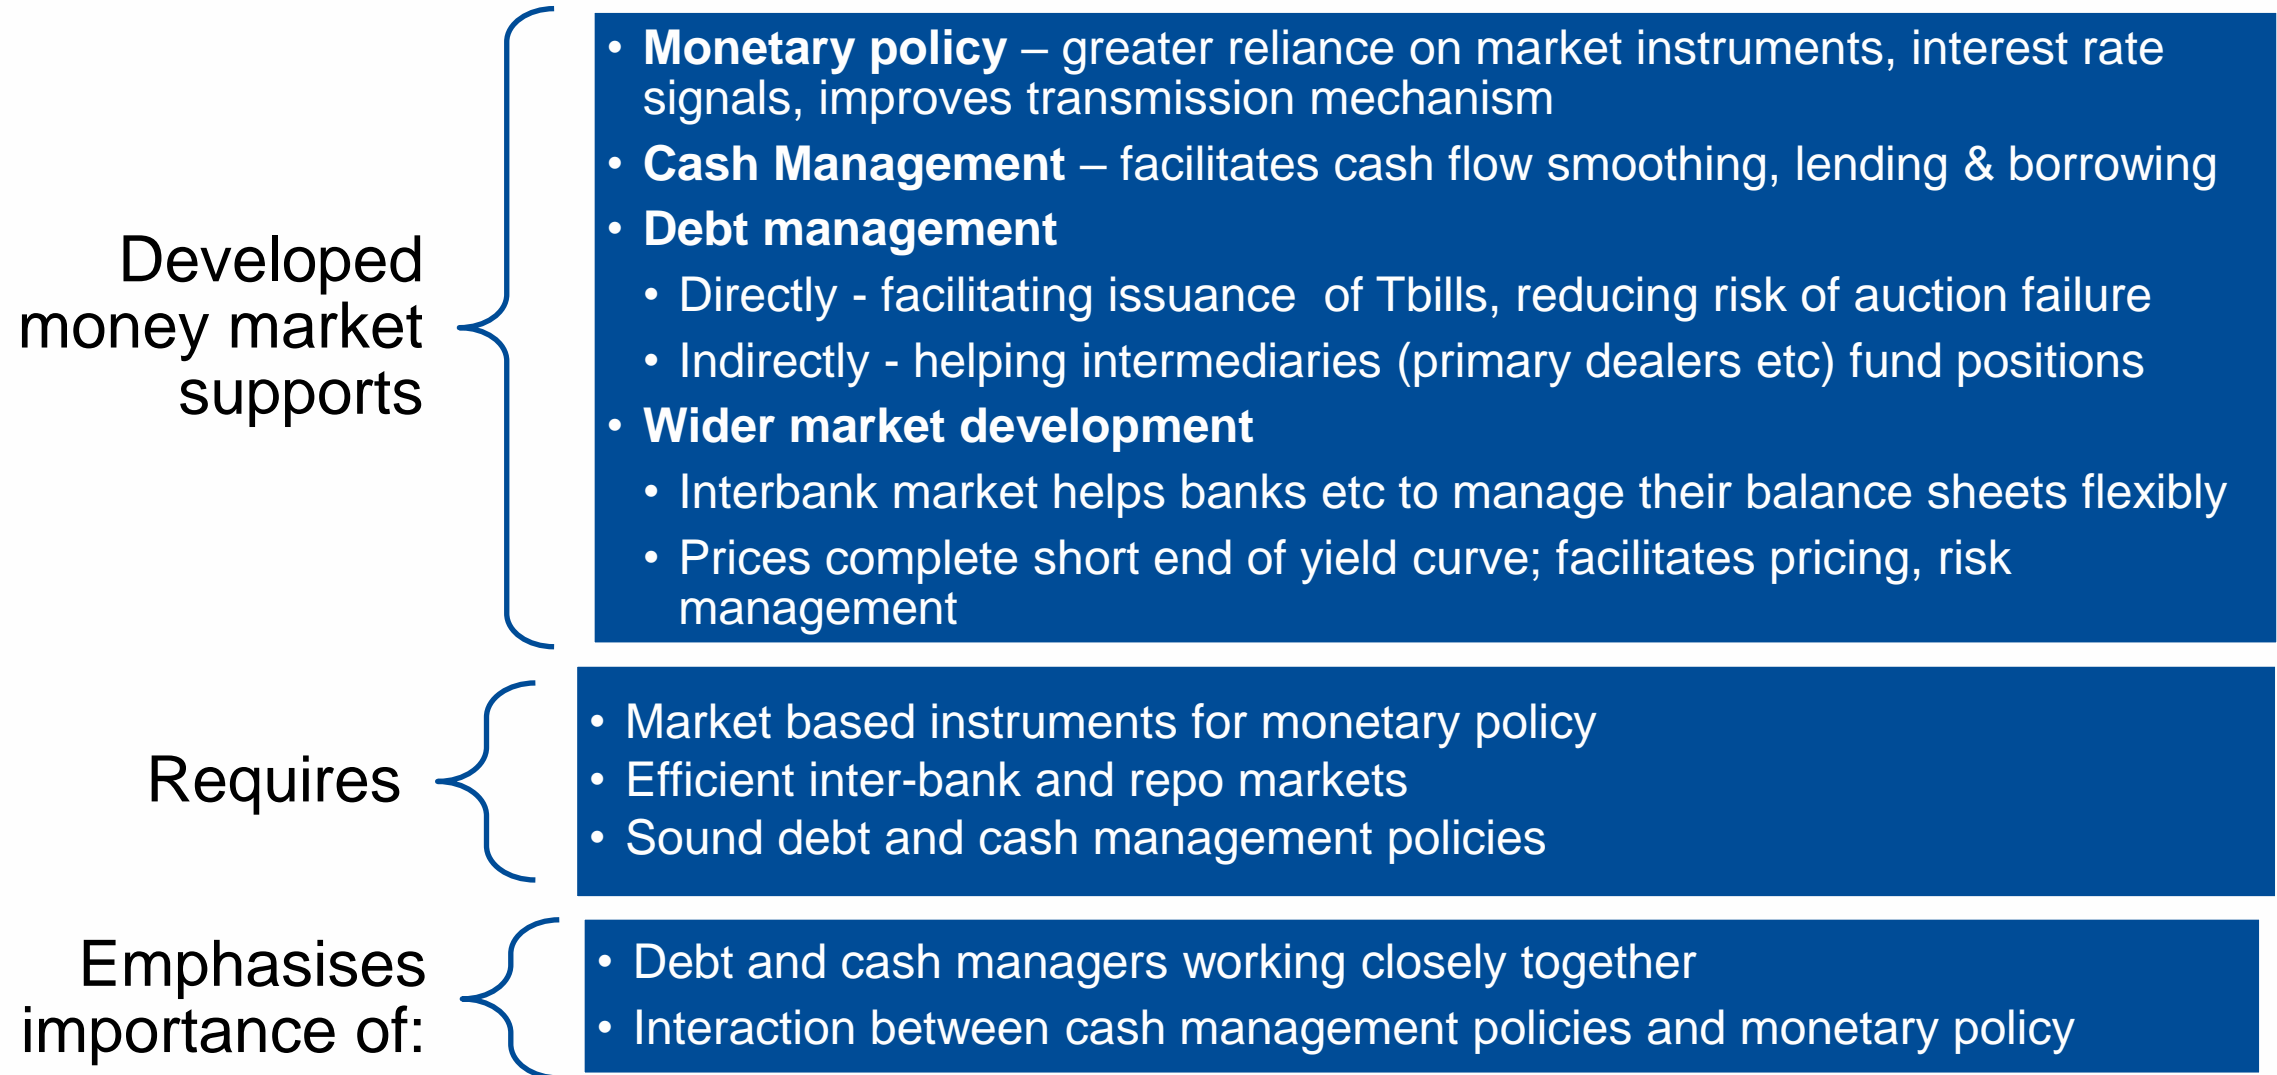 Developed
money market
supports
• Monetary policy – greater reliance on market instruments, interest rate
signals, improves transmission mechanism
• Cash Management – facilitates cash flow smoothing, lending & borrowing
• Debt management
• Directly - facilitating issuance  of Tbills, reducing risk of auction failure
• Indirectly - helping intermediaries (primary dealers etc) fund positions
• Wider market development
• Interbank market helps banks etc to manage their balance sheets flexibly
• Prices complete short end of yield curve; facilitates pricing, risk
management
Requires
• Market based instruments for monetary policy
• Efficient inter-bank and repo markets
• Sound debt and cash management policies
Emphasises
importance of:
• Debt and cash managers working closely together
• Interaction between cash management policies and monetary policy